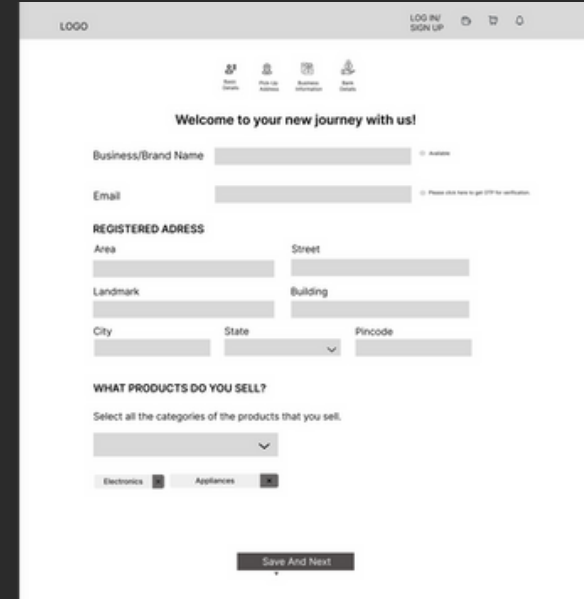 LOGO
LOG IN/
SIGN UP
Basic
Details
Pick-Up
Address
Business
Information
Bank
Details
Welcome to your new journey with us!
Business/Brand Name
Available
Email
Please click here to get OTP for verification.
REGISTERED ADRESS
Area Street
Landmark Building
City State Pincode
WHAT PRODUCTS DO YOU SELL?
Select all the categories of the products that you sell.
Electronics x Appliances x
Save And Next